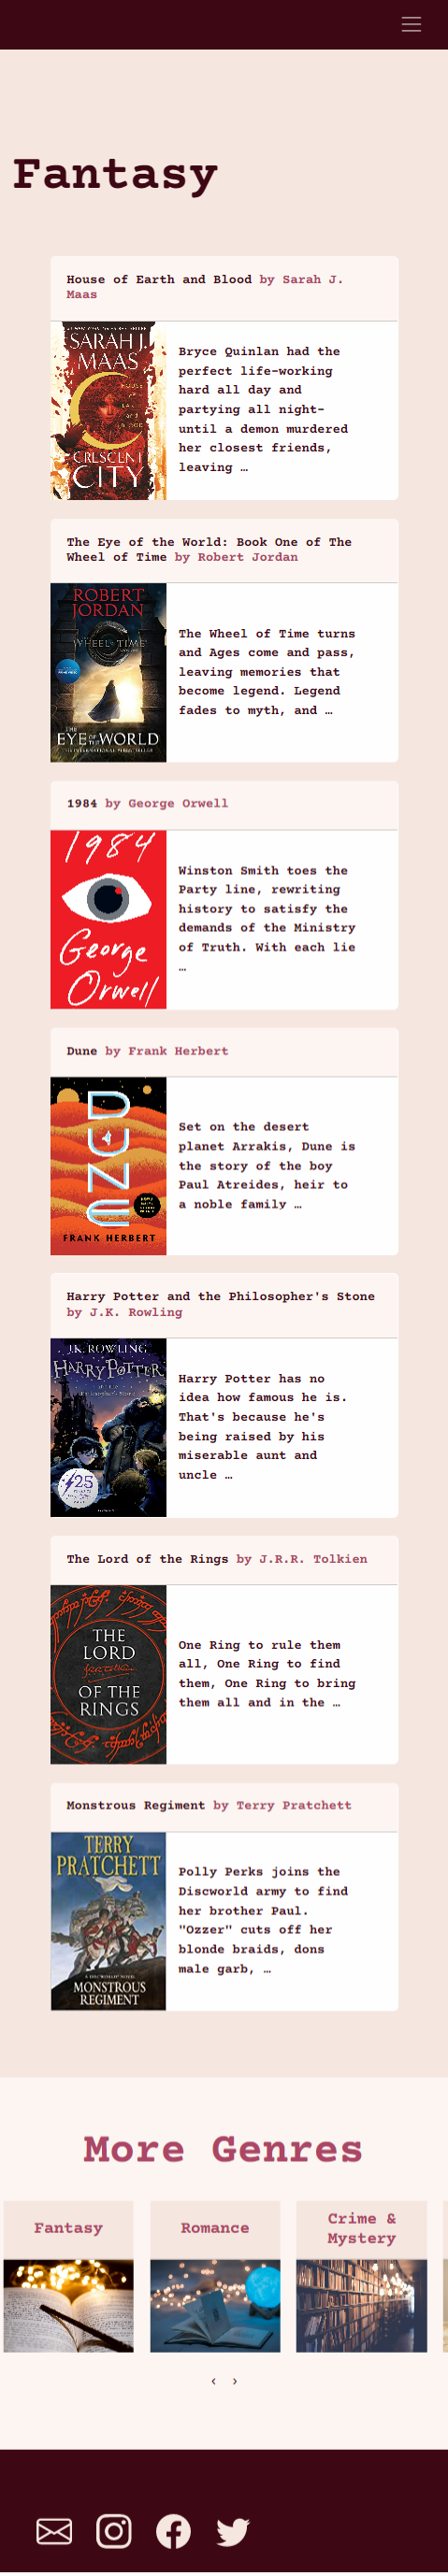 Fantasy
House of Earth and Blood by Sarah J.
Maas
SARAH J.
MAAS
HOUSE
of
EARTH
and
BLOOD
CRESCENT
CITY
Bryce Quinlan had the
perfect life-working
hard all day and
partying all night-
until a demon murdered
her closest friends,
leaving …
The Eye of the World: Book One of The
Wheel of Time by Robert Jordan
ROBERT
JORDAN
WHEEL of TIME
THE
EYE OF THE WORLD
THE INTERNATIONAL BESTSELLER
The Wheel of Time turns
and Ages come and pass,
leaving memories that
become legend. Legend
fades to myth, and …
1984 by George Orwell
1984
George
Orwell
Winston Smith toes the
Party line, rewriting
history to satisfy the
demands of the Ministry
of Truth. With each lie
…
Dune by Frank Herbert
DUNE
FRANK HERBERT
Set on the desert
planet Arrakis, Dune is
the story of the boy
Paul Atreides, heir to
a noble family …
Harry Potter and the Philosopher's Stone
by J.K. Rowling
J.K. ROWLING
HARRY POTTER
25
Harry Potter has no
idea how famous he is.
That's because he's
being raised by his
miserable aunt and
uncle …
The Lord of the Rings by J.R.R. Tolkien
THE
LORD
OF THE
RINGS
One Ring to rule them
all, One Ring to find
them, One Ring to bring
them all and in the …
Monstrous Regiment by Terry Pratchett
TERRY
PRATCHETT
A DISCWORLD NOVEL
MONSTROUS
REGIMENT
Polly Perks joins the
Discworld army to find
her brother Paul.
"Ozzer" cuts off her
blonde braids, dons
male garb, …
More Genres
Fantasy
Romance
Crime &
Mystery
‹ ›